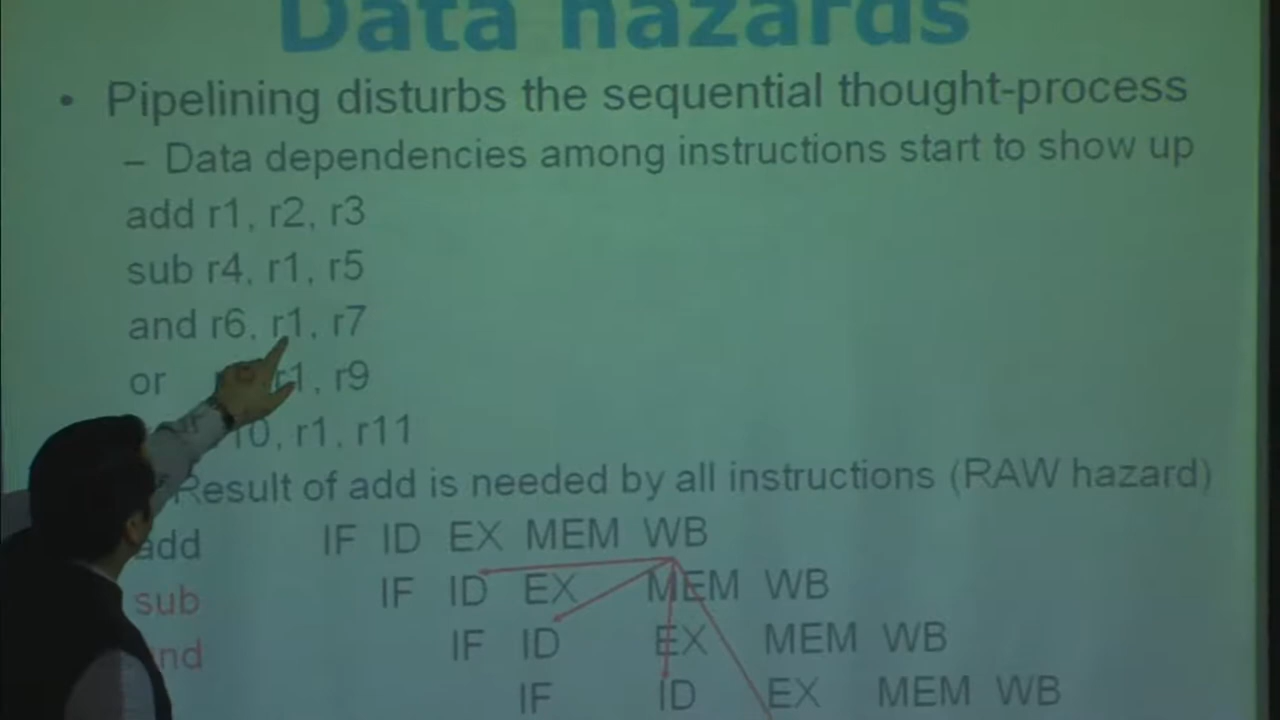 Data hazards
• Pipelining disturbs the sequential thought-process
– Data dependencies among instructions start to show up
add r1, r2, r3
sub r4, r1, r5
and r6, r1, r7
or r1, r9
r1, r11
Result of add is needed by all instructions (RAW hazard)
add IF ID EX MEM WB
sub IF ID EX MEM WB
IF ID EX MEM WB
IF ID EX MEM WB